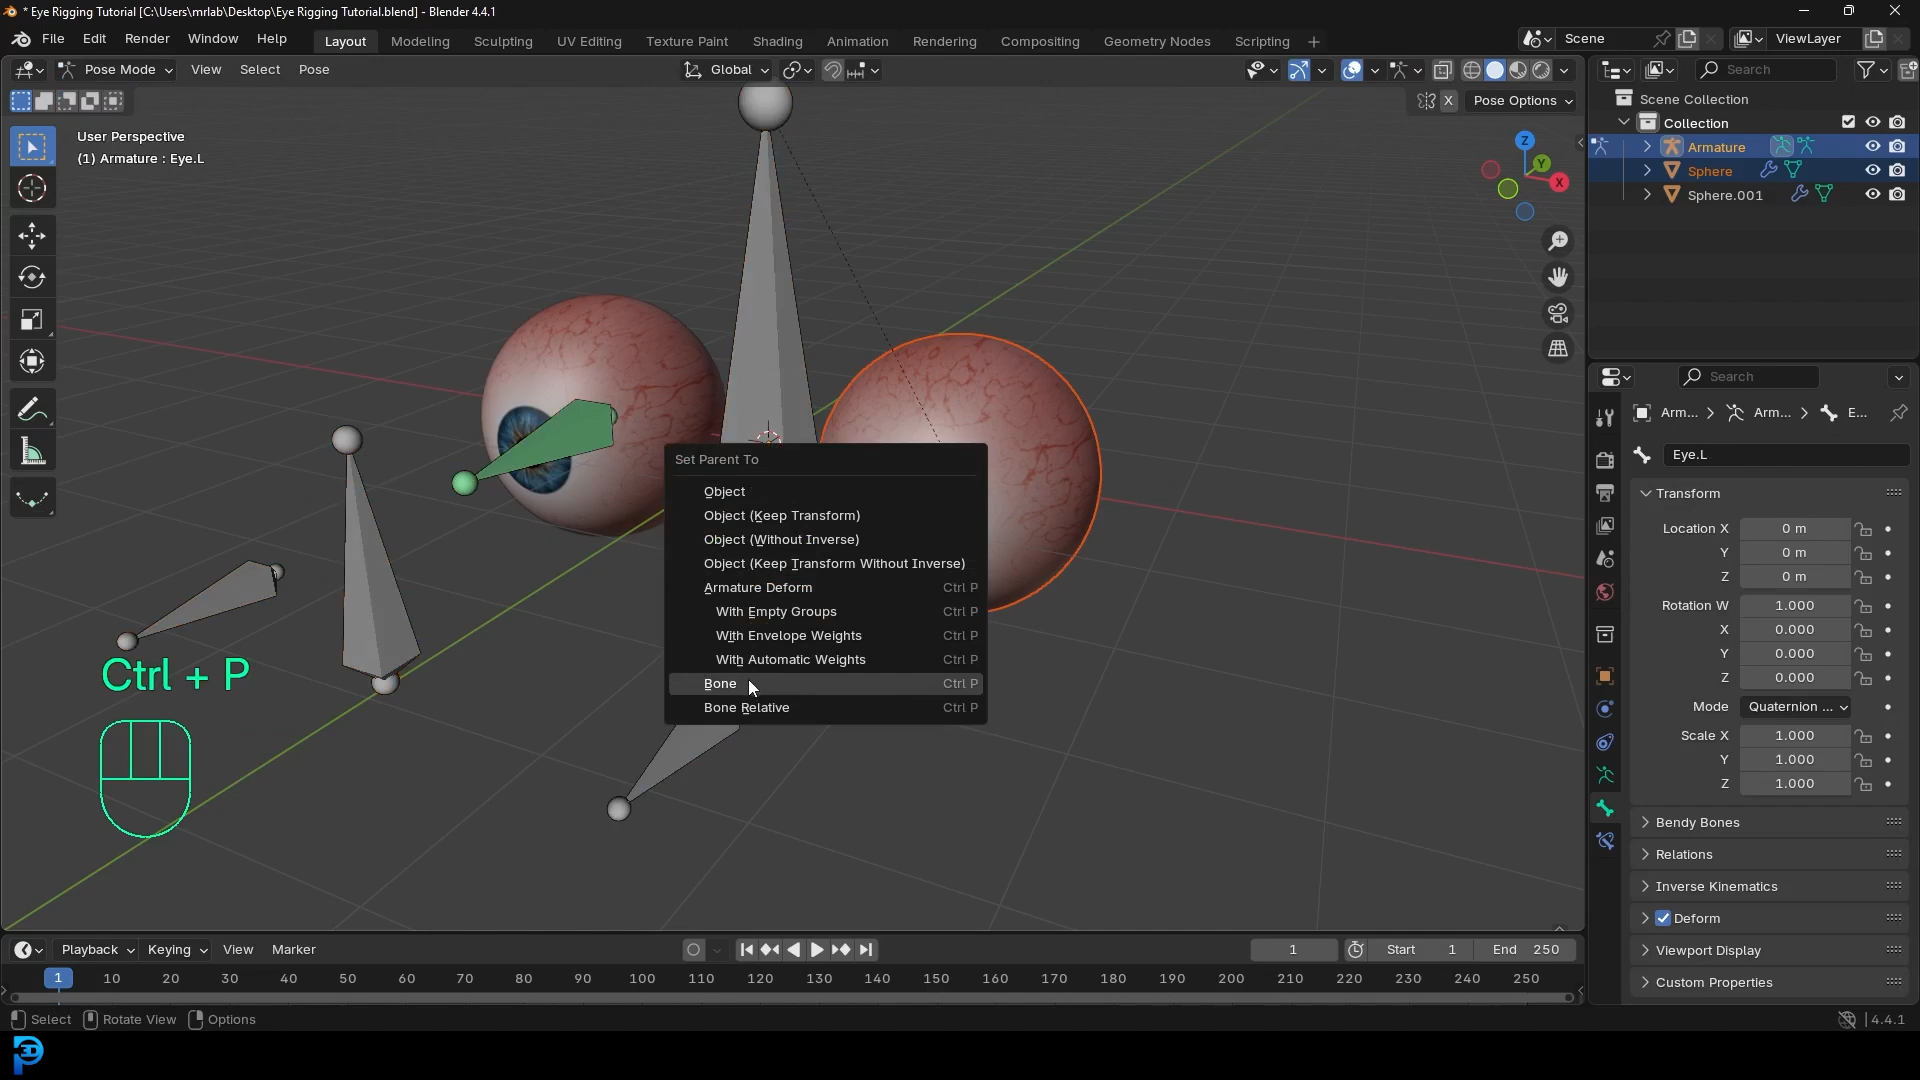 * Eye Rigging Tutorial [C:\Users\mrlab\Desktop\Eye Rigging Tutorial.blend] - Blender 4.4.1
File Edit Render Window Help
Layout Modeling Sculpting UV Editing Texture Paint Shading Animation Rendering Compositing Geometry Nodes Scripting +
Scene
ViewLayer
Pose Mode View Select Pose
Global
Search
X
Pose Options
User Perspective
(1) Armature : Eye.L
Z
Y
X
Scene Collection
Collection
Armature
Sphere
Sphere.001
Search
Arm... Arm... E...
Eye.L
Transform
Location X 0 m
Y 0 m
Z 0 m
Rotation W 1.000
X 0.000
Y 0.000
Z 0.000
Mode Quaternion ...
Scale X 1.000
Y 1.000
Z 1.000
Bendy Bones
Relations
Inverse Kinematics
Deform
Viewport Display
Custom Properties
Set Parent To
Object
Object (Keep Transform)
Object (Without Inverse)
Object (Keep Transform Without Inverse)
Armature Deform Ctrl P
With Empty Groups Ctrl P
With Envelope Weights Ctrl P
With Automatic Weights Ctrl P
Bone Ctrl P
Bone Relative Ctrl P
Ctrl + P
Playback Keying View Marker
1
Start 1
End 250
1 10 20 30 40 50 60 70 80 90 100 110 120 130 140 150 160 170 180 190 200 210 220 230 240 250
Select Rotate View Options
4.4.1
3D